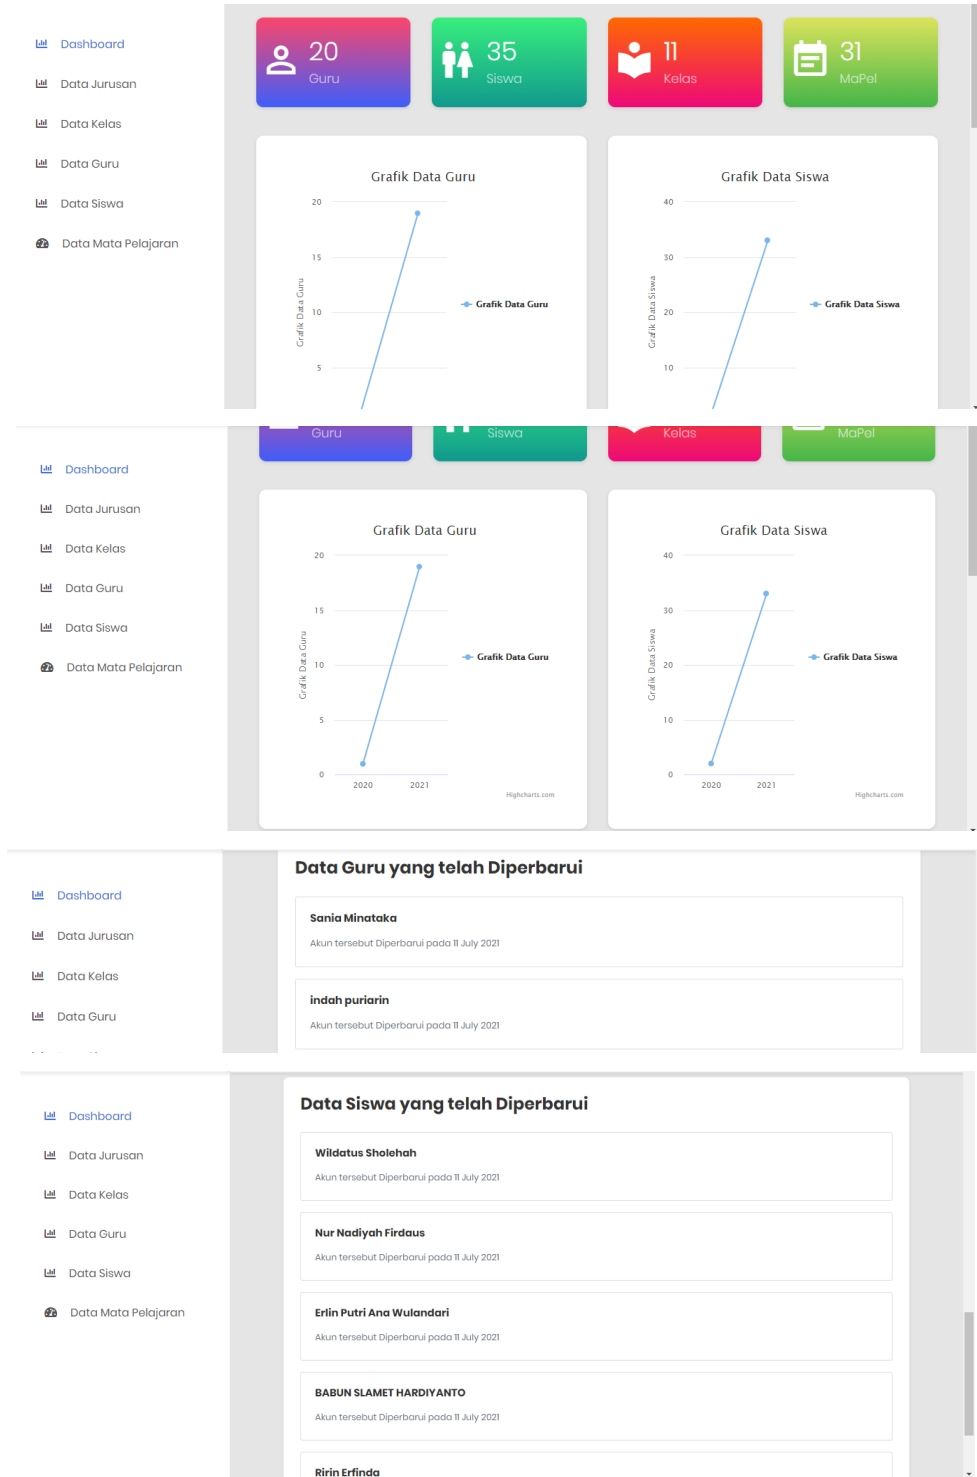 Dashboard
Data Jurusan
Data Kelas
Data Guru
Data Siswa
Data Mata Pelajaran
20
Guru
35
Siswa
11
Kelas
31
MaPel
Grafik Data Guru
20
15
10
5
Grafik Data Guru
Grafik Data Guru
Grafik Data Siswa
40
30
20
10
Grafik Data Siswa
Grafik Data Siswa
Dashboard
Data Jurusan
Data Kelas
Data Guru
Data Siswa
Data Mata Pelajaran
Guru
Siswa
Kelas
MaPel
Grafik Data Guru
20
15
10
5
0
Grafik Data Guru
2020
2021
Grafik Data Guru
Highcharts.com
Grafik Data Siswa
40
30
20
10
0
Grafik Data Siswa
2020
2021
Grafik Data Siswa
Highcharts.com
Dashboard
Data Jurusan
Data Kelas
Data Guru
Data Guru yang telah Diperbarui
Sania Minataka
Akun tersebut Diperbarui pada 11 July 2021
indah puriarin
Akun tersebut Diperbarui pada 11 July 2021
Dashboard
Data Jurusan
Data Kelas
Data Guru
Data Siswa
Data Mata Pelajaran
Data Siswa yang telah Diperbarui
Wildatus Sholehah
Akun tersebut Diperbarui pada 11 July 2021
Nur Nadiyah Firdaus
Akun tersebut Diperbarui pada 11 July 2021
Erlin Putri Ana Wulandari
Akun tersebut Diperbarui pada 11 July 2021
BABUN SLAMET HARDIYANTO
Akun tersebut Diperbarui pada 11 July 2021
Ririn Erfinda